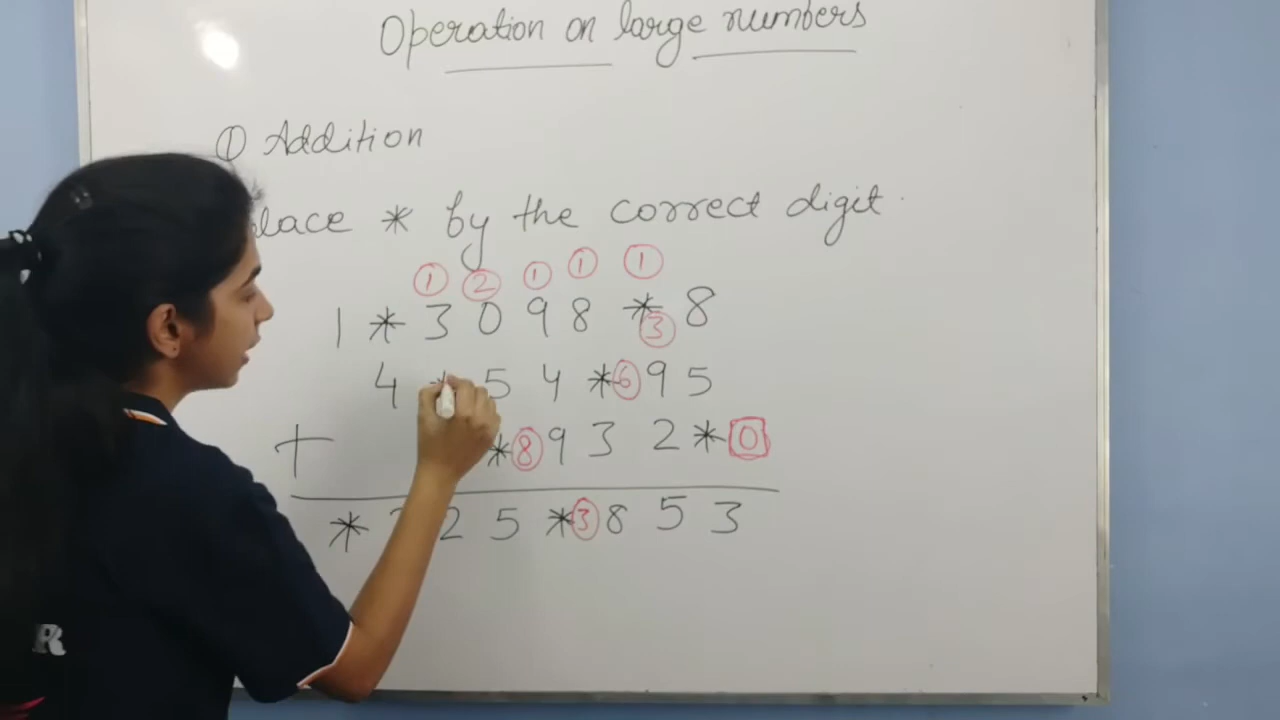 Operation on large numbers
① Addition
place * by the correct digit.
① ② ① ① ①
1 * 3 0 9 8 * ③ 8
4 * 5 4 * ⑥ 9 5
+ * ⑧ 9 3 2 * 0
* 2 5 * ③ 8 5 3
R